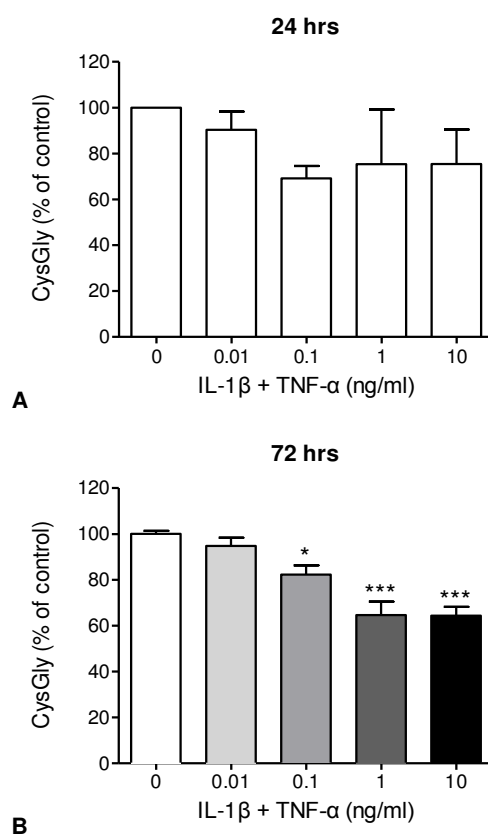 24 hrs
CysGly (% of control)
120
100
80
60
40
20
0
0 0.01 0.1 1 10
IL-1β + TNF-α (ng/ml)
A
72 hrs
CysGly (% of control)
120
100
80
60
40
20
0
* *** ***
0 0.01 0.1 1 10
IL-1β + TNF-α (ng/ml)
B